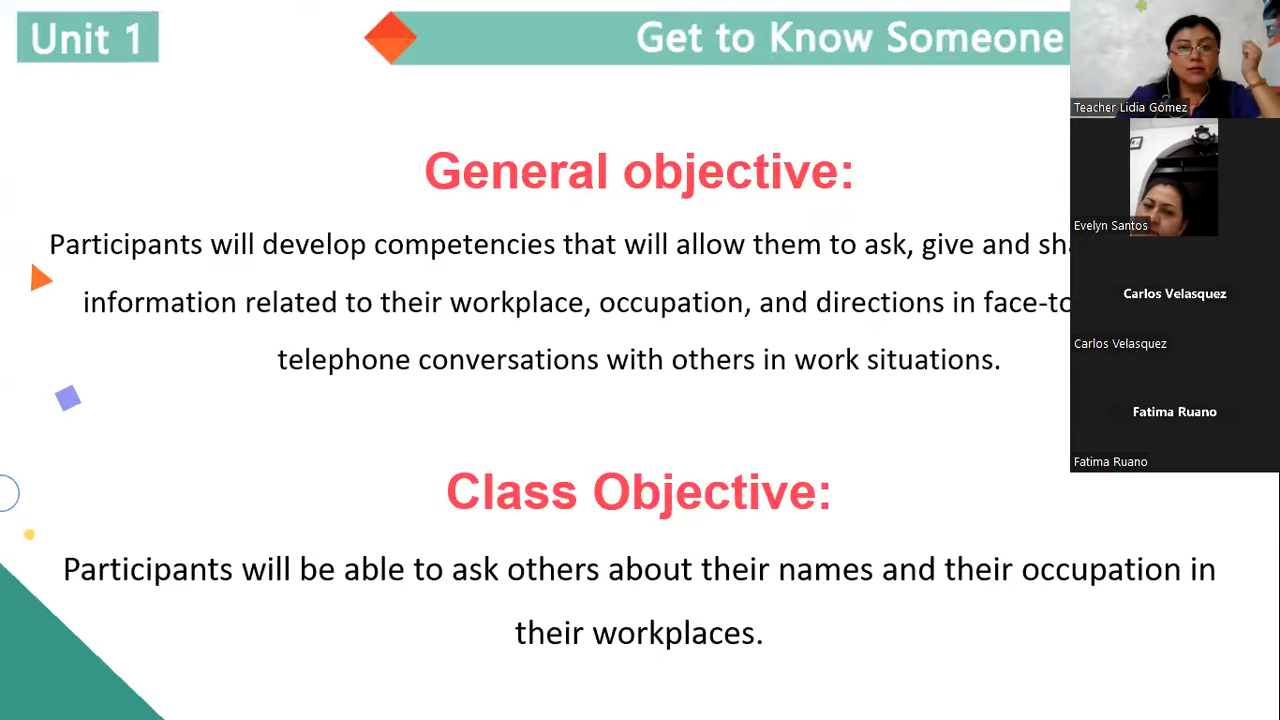 Unit 1
Get to Know Someone
General objective:
Participants will develop competencies that will allow them to ask, give and
information related to their workplace, occupation, and directions in
telephone conversations with others in work situations.
Class Objective:
Participants will be able to ask others about their names and their occupation in
their workplaces.
Teacher Lidia Gómez
Evelyn Santos
Carlos Velasquez
Carlos Velasquez
Fatima Ruano
Fatima Ruano